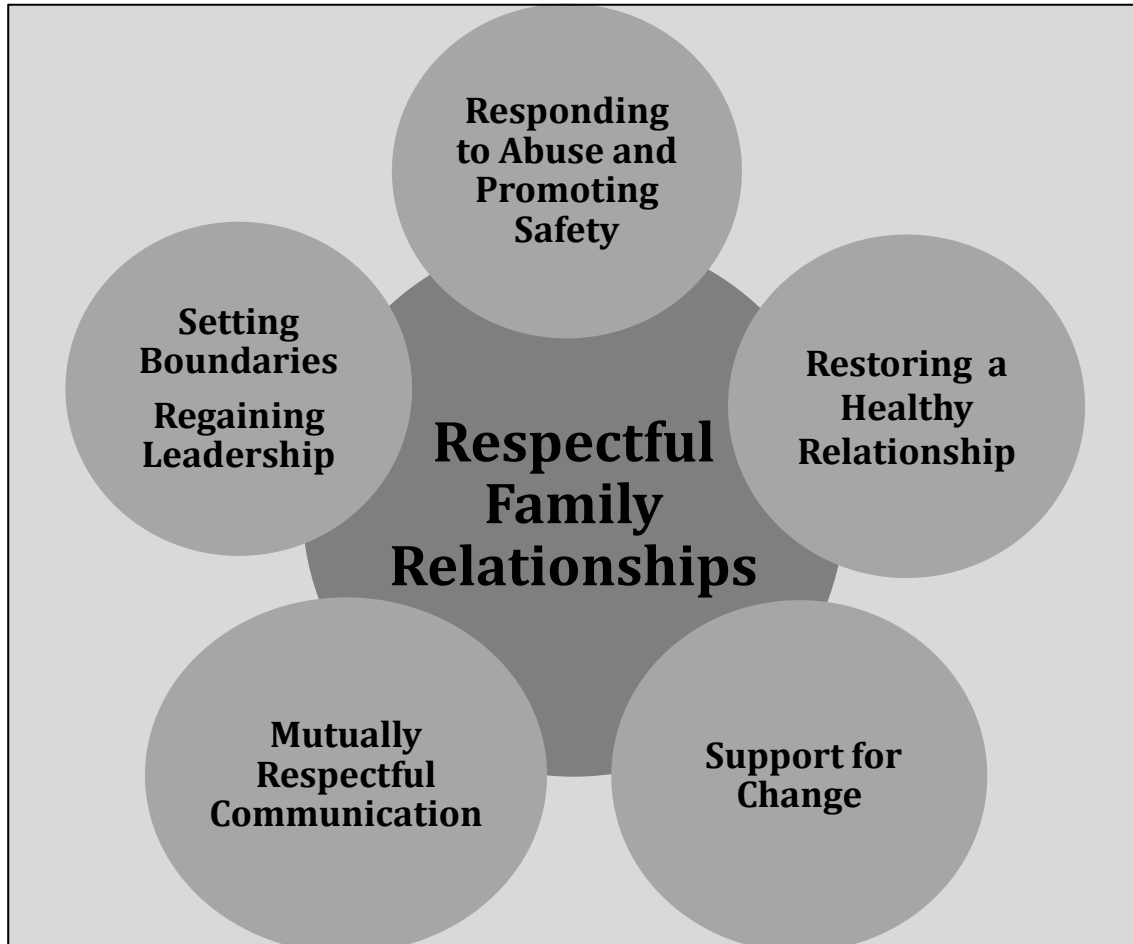 Responding
to Abuse and
Promoting
Safety
Setting
Boundaries
Regaining
Leadership
Restoring a
Healthy
Relationship
Respectful
Family
Relationships
Mutually
Respectful
Communication
Support for
Change